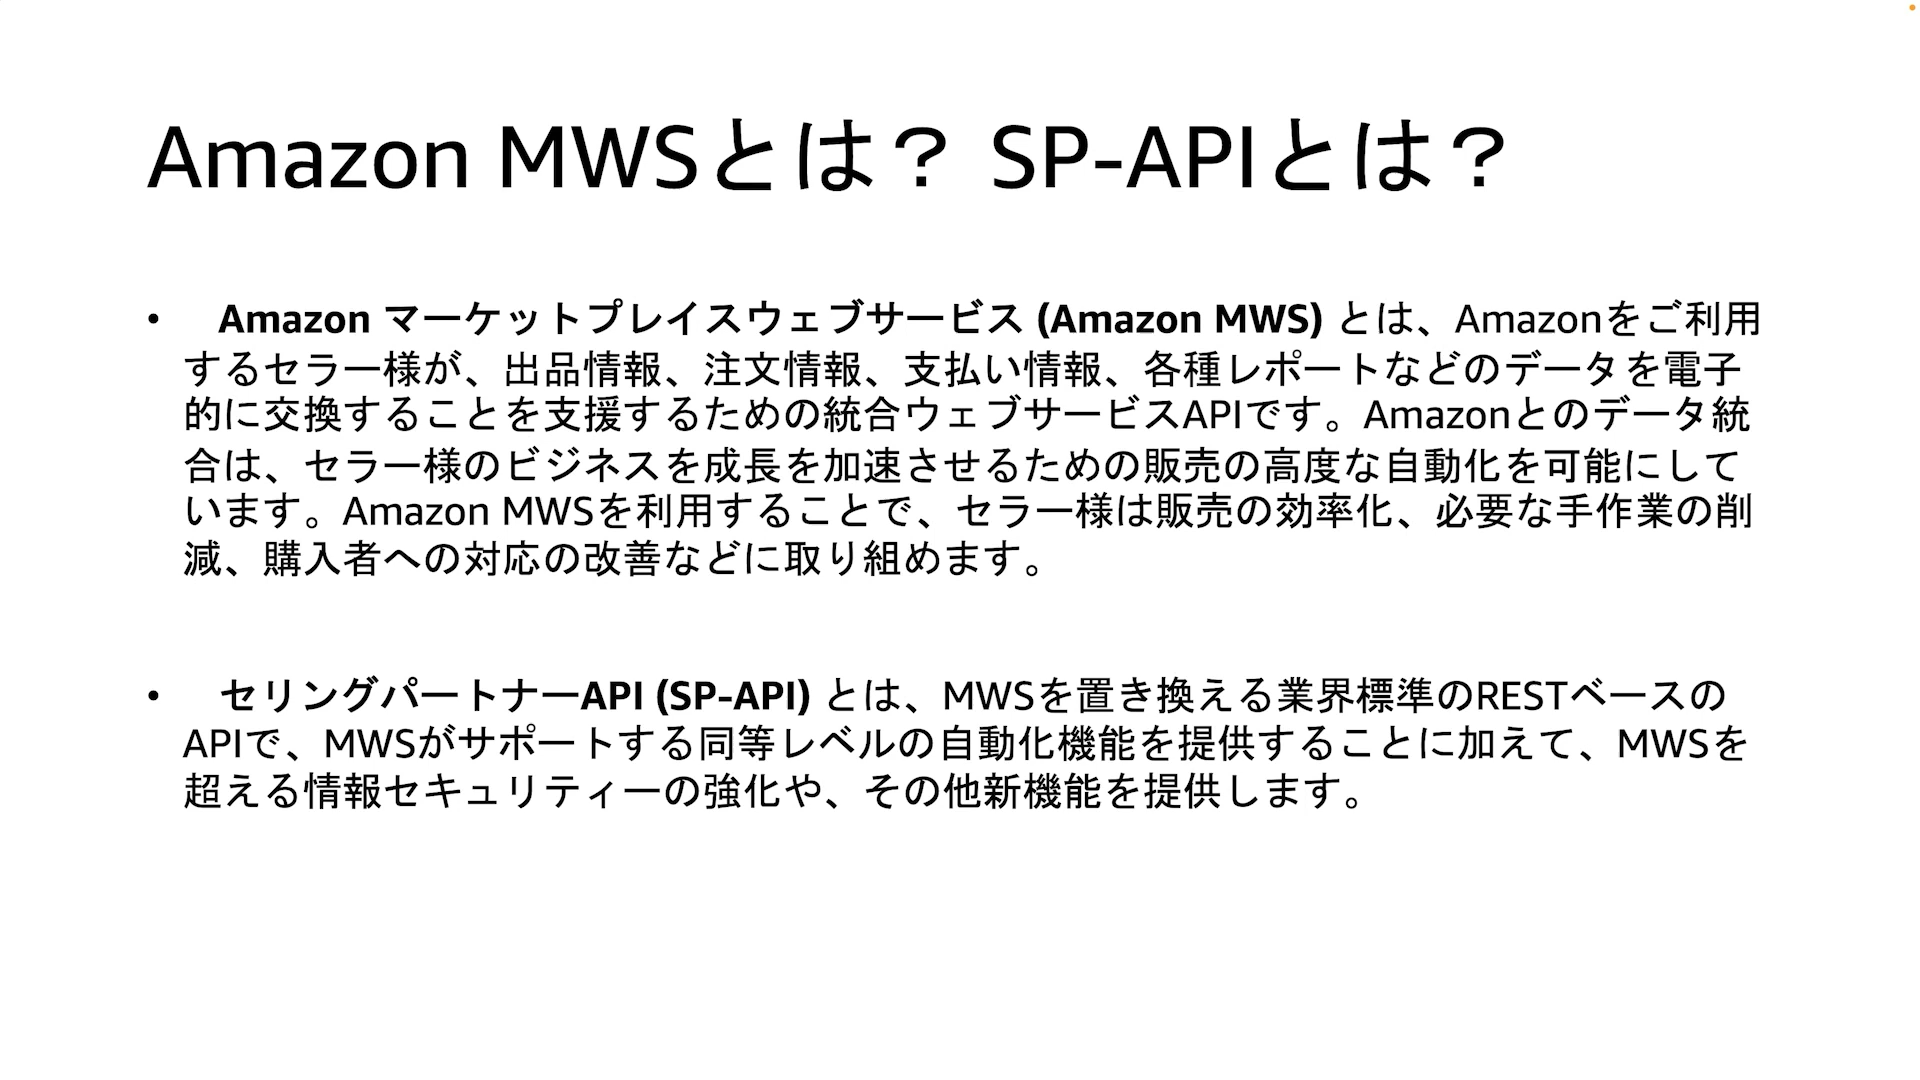 Amazon MWSとは？ SP-APIとは？
• Amazon マーケットプレイスウェブサービス (Amazon MWS) とは、Amazonをご利用
するセラー様が、出品情報、注文情報、支払い情報、各種レポートなどのデータを電子
的に交換することを支援するための統合ウェブサービスAPIです。Amazonとのデータ統
合は、セラー様のビジネスを成長を加速させるための販売の高度な自動化を可能にして
います。Amazon MWSを利用することで、セラー様は販売の効率化、必要な手作業の削
減、購入者への対応の改善などに取り組めます。
• セリングパートナーAPI (SP-API) とは、MWSを置き換える業界標準のRESTベースの
APIで、MWSがサポートする同等レベルの自動化機能を提供することに加えて、MWSを
超える情報セキュリティーの強化や、その他新機能を提供します。